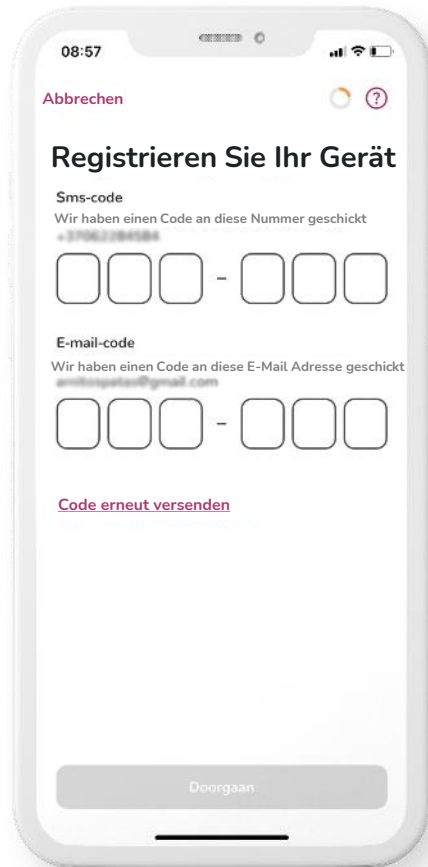 08:57
Abbrechen
?
Registrieren Sie Ihr Gerät
Sms-code
Wir haben einen Code an diese Nummer geschickt
-
E-mail-code
Wir haben einen Code an diese E-Mail Adresse geschickt
-
Code erneut versenden
Doorgaan